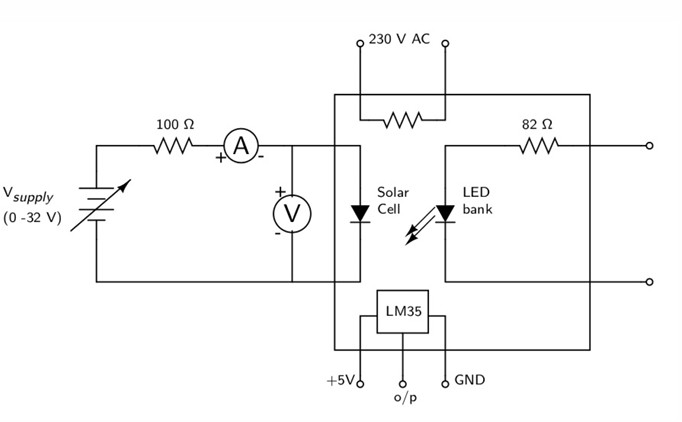 230 V AC
100 Ω
82 Ω
+ A -
V_supply
(0 -32 V)
+
V
-
Solar
Cell
LED
bank
LM35
+5V
GND
o/p